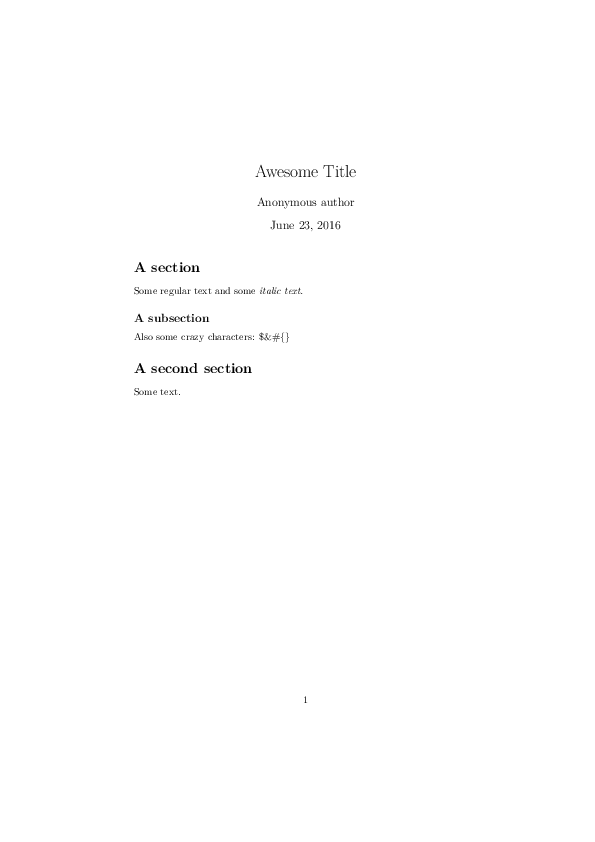 Awesome Title
Anonymous author
June 23, 2016
A section
Some regular text and some italic text.
A subsection
Also some crazy characters: $&#{}
A second section
Some text.
1